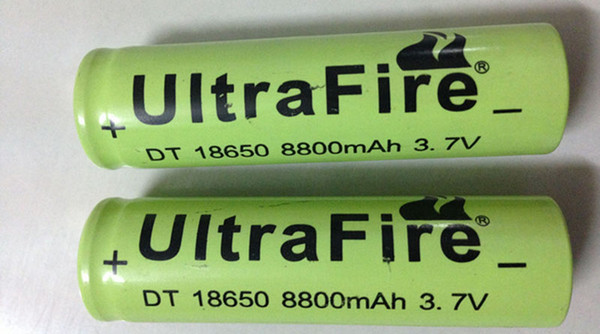 UltraFire®
+ –
DT 18650 8800mAh 3.7V
UltraFire®
+ –
DT 18650 8800mAh 3.7V